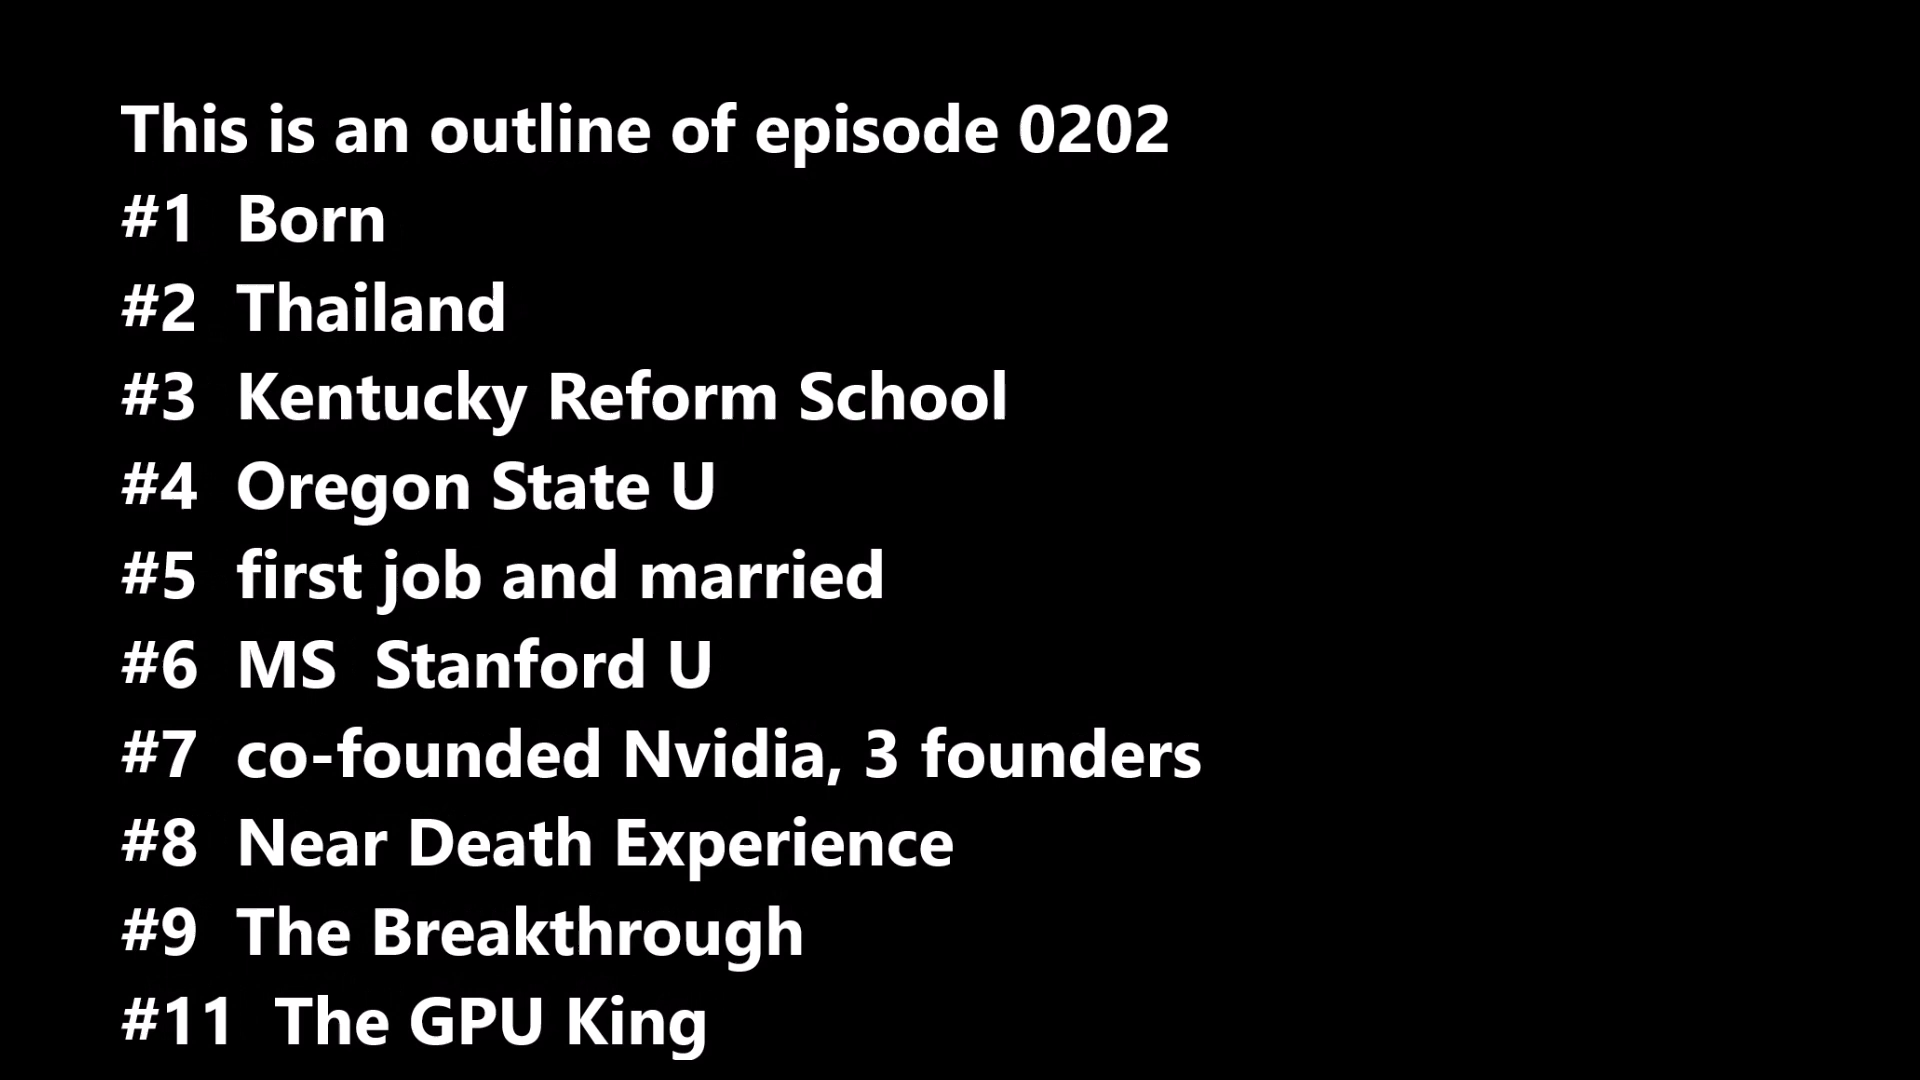 This is an outline of episode 0202
#1  Born
#2  Thailand
#3  Kentucky Reform School
#4  Oregon State U
#5  first job and married
#6  MS  Stanford U
#7  co-founded Nvidia, 3 founders
#8  Near Death Experience
#9  The Breakthrough
#11  The GPU King